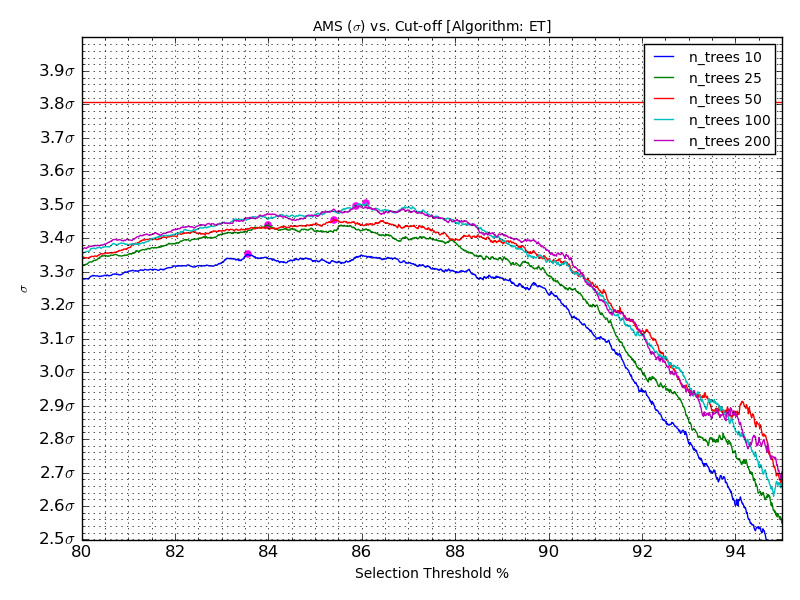 AMS (σ) vs. Cut-off [Algorithm: ET]
n_trees 10
n_trees 25
n_trees 50
n_trees 100
n_trees 200
3.9σ
3.8σ
3.7σ
3.6σ
3.5σ
3.4σ
3.3σ
3.2σ
3.1σ
3.0σ
2.9σ
2.8σ
2.7σ
2.6σ
2.5σ
σ
80 82 84 86 88 90 92 94
Selection Threshold %